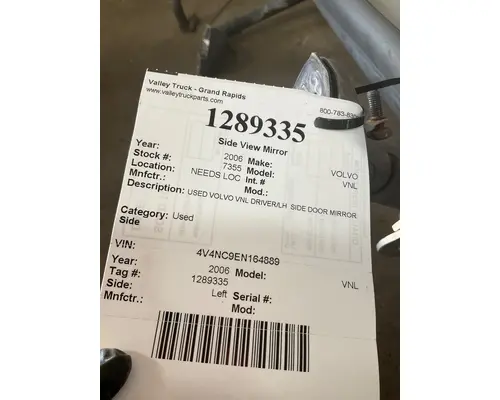 Valley Truck - Grand Rapids
www.valleytruckparts.com
800-783-83
1289335
Side View Mirror
Year: 2006 Make: VOLVO
Stock #: 7355 Model: VNL
Location: NEEDS LOC Int. #
Mnfctr.: Mod.:
Description: USED VOLVO VNL DRIVER/LH SIDE DOOR MIRROR
Category: Used
Side
VIN: 4V4NC9EN164889
Year: 2006 Model: VNL
Tag #: 1289335
Side: Left Serial #:
Mnfctr.: Mod: